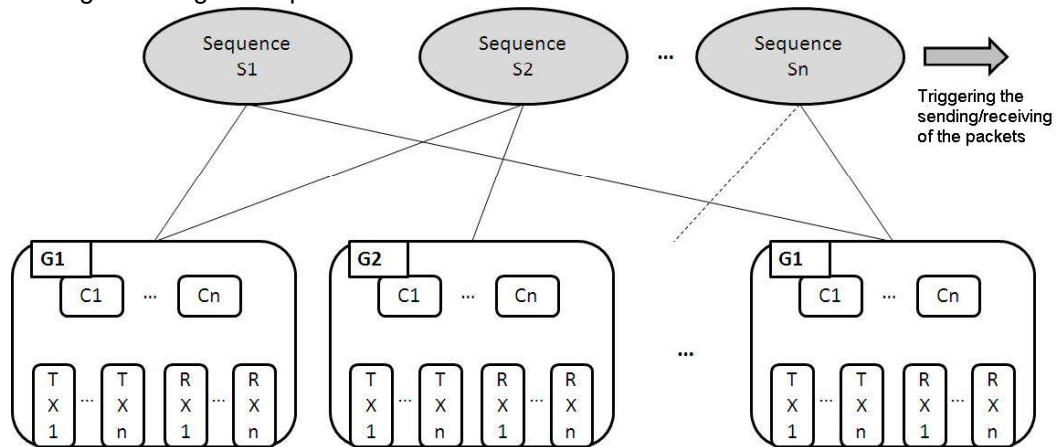 Sequence
S1
Sequence
S2
...
Sequence
Sn
Triggering the
sending/receiving
of the packets
G1
C1 ... Cn
T X 1 ... T X n R X 1 ... R X n
G2
C1 ... Cn
T X 1 ... T X n R X 1 ... R X n
...
G1
C1 ... Cn
T X 1 ... T X n R X 1 ... R X n